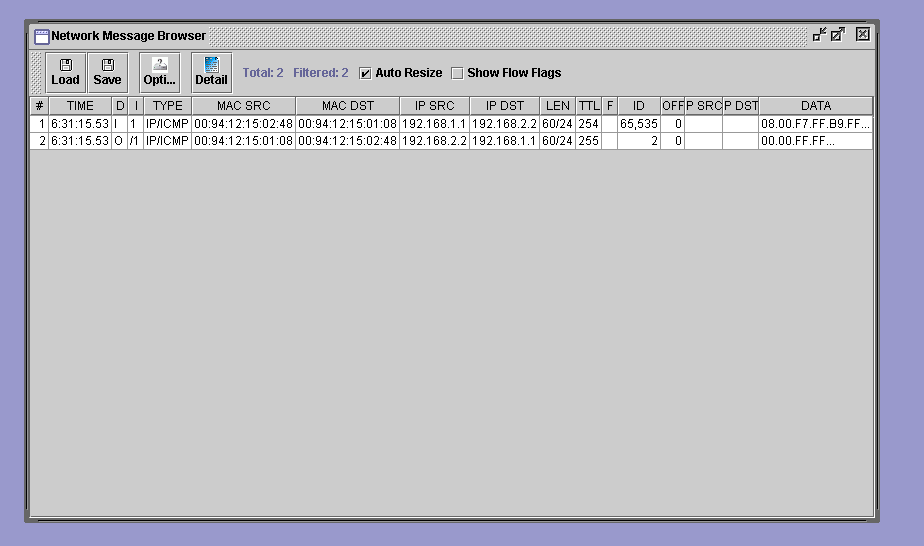 Network Message Browser
Load Save Opti... Detail Total: 2 Filtered: 2 Auto Resize Show Flow Flags
# TIME D I TYPE MAC SRC MAC DST IP SRC IP DST LEN TTL F ID OFF P SRC P DST DATA
1 6:31:15.53 I 1 IP/ICMP 00:94:12:15:02:48 00:94:12:15:01:08 192.168.1.1 192.168.2.2 60/24 254 65,535 0 08.00.F7.FF.B9.FF...
2 6:31:15.53 O /1 IP/ICMP 00:94:12:15:01:08 00:94:12:15:02:48 192.168.2.2 192.168.1.1 60/24 255 2 0 00.00.FF.FF...